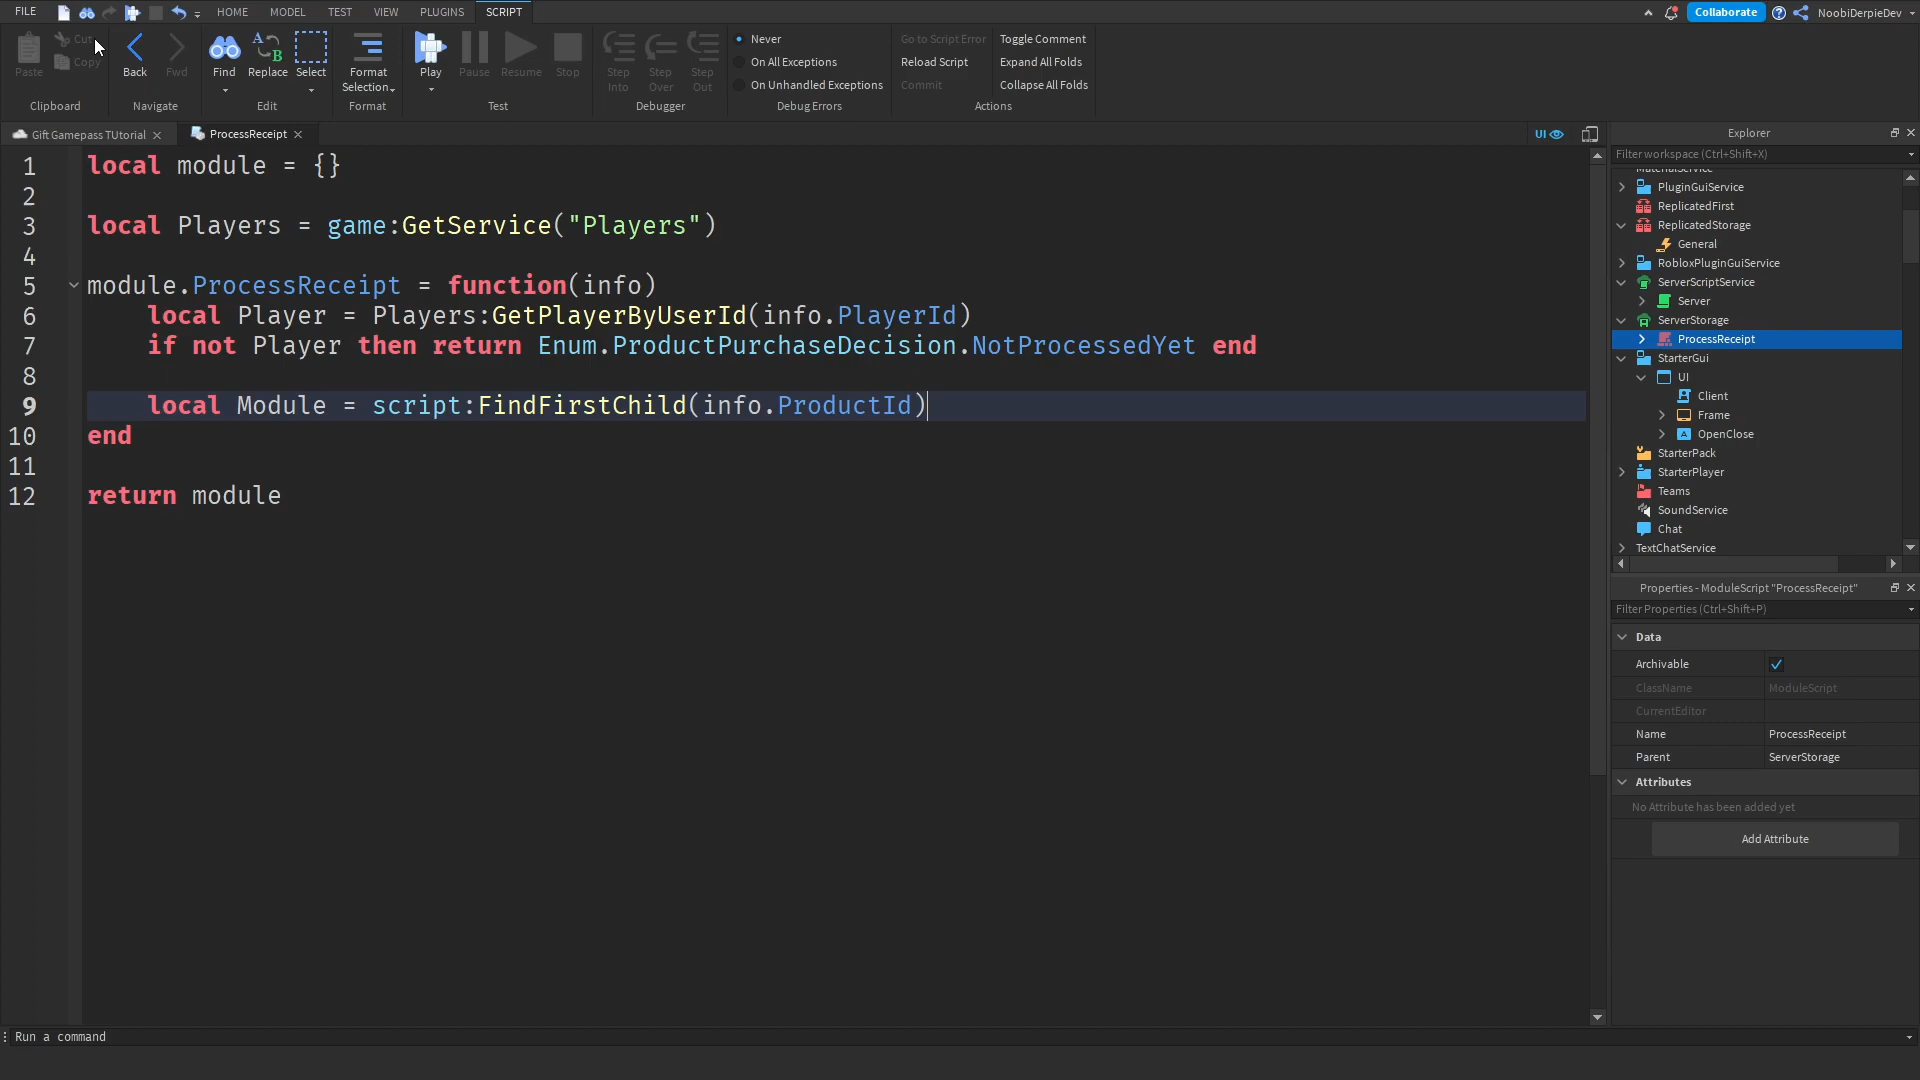 FILE HOME MODEL TEST VIEW PLUGINS SCRIPT Collaborate NoobiDerpieDev
Paste Cut Copy Back Fwd Find Replace Select Format Selection Play Pause Resume Stop Step Into Step Over Step Out
Never Go to Script Error Toggle Comment
On All Exceptions Reload Script Expand All Folds
On Unhandled Exceptions Commit Collapse All Folds
Clipboard Navigate Edit Format Test Debugger Debug Errors Actions
Gift Gamepass TUtorial ProcessReceipt UI
1 local module = {}
2
3 local Players = game:GetService("Players")
4
5 module.ProcessReceipt = function(info)
6 local Player = Players:GetPlayerByUserId(info.PlayerId)
7 if not Player then return Enum.ProductPurchaseDecision.NotProcessedYet end
8
9 local Module = script:FindFirstChild(info.ProductId)
10 end
11
12 return module
Explorer
Filter workspace (Ctrl+Shift+X)
MaterialService
PluginGuiService
ReplicatedFirst
ReplicatedStorage
General
RobloxPluginGuiService
ServerScriptService
Server
ServerStorage
ProcessReceipt
StarterGui
UI
Client
Frame
OpenClose
StarterPack
StarterPlayer
Teams
SoundService
Chat
TextChatService
Properties - ModuleScript "ProcessReceipt"
Filter Properties (Ctrl+Shift+P)
Data
Archivable
ClassName ModuleScript
CurrentEditor
Name ProcessReceipt
Parent ServerStorage
Attributes
No Attribute has been added yet
Add Attribute
Run a command